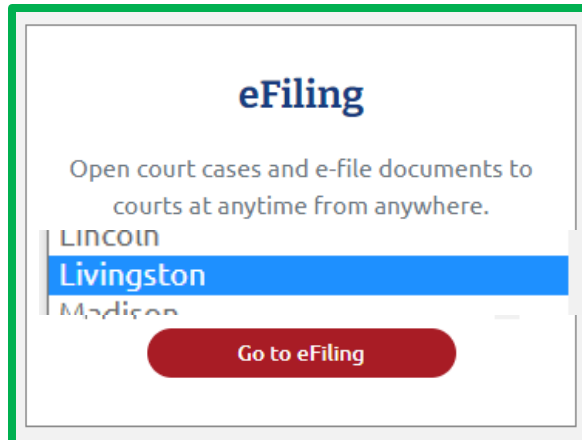 eFiling
Open court cases and e-file documents to
courts at anytime from anywhere.
Lincoln
Livingston
Madison
Go to eFiling